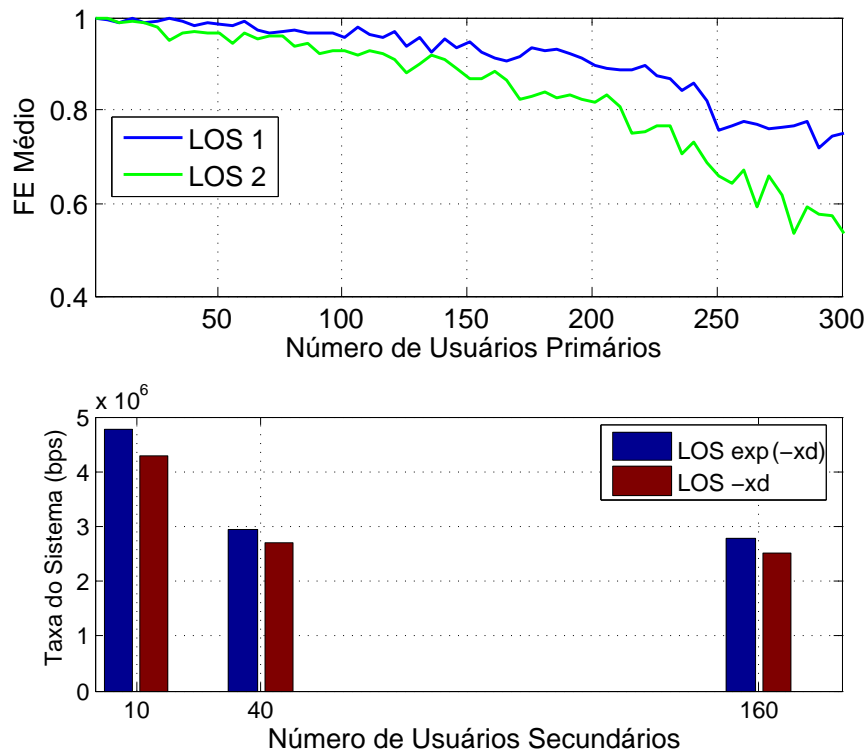 1
0.8
0.6
0.4
FE Médio
LOS 1
LOS 2
50
100
150
200
250
300
Número de Usuários Primários
x 10^6
5
4
3
2
1
0
Taxa do Sistema (bps)
LOS exp(−xd)
LOS −xd
10
40
160
Número de Usuários Secundários